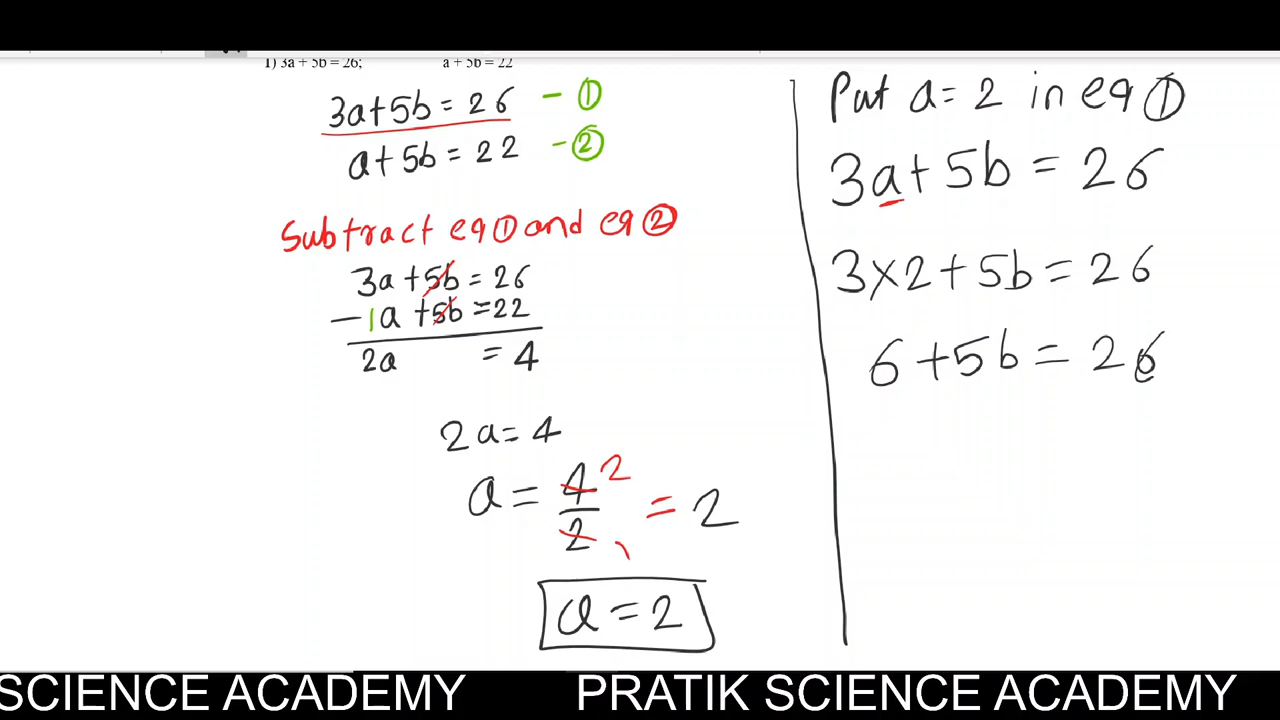 1) 3a + 5b = 26; a + 5b = 22
3a+5b = 26 - ①
a+5b = 22 - ②
Subtract eq ① and eq ②
3a +5b = 26
- 1a +5b = 22
2a = 4
2a = 4
a = 4/2 2 1 = 2
a = 2
Put a = 2 in eq ①
3a + 5b = 26
3×2 + 5b = 26
6 + 5b = 26
SCIENCE ACADEMY PRATIK SCIENCE ACADEMY